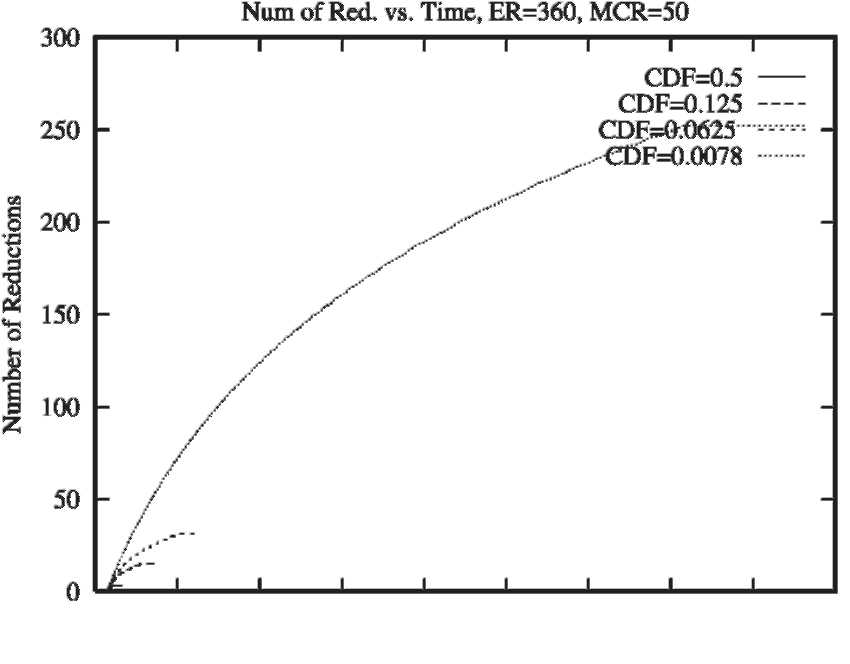 Num of Red. vs. Time, ER=360, MCR=50
300
250
200
150
100
50
0
Number of Reductions
CDF=0.5
CDF=0.125
CDF=0.0625
CDF=0.0078